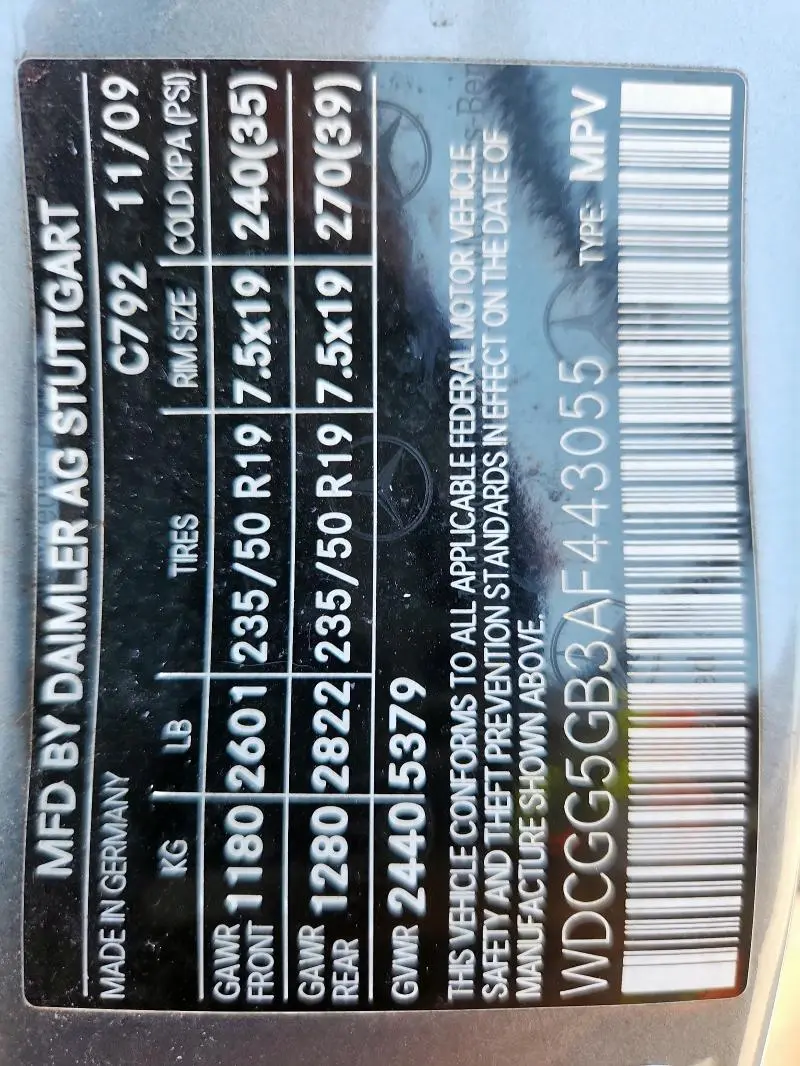 MFD BY DAIMLER AG STUTTGART
MADE IN GERMANY C792 11/09
KG LB TIRES RIM SIZE COLD KPA (PSI)
GAWR FRONT 1180 2601 235/50 R19 7.5x19 240(35)
GAWR REAR 1280 2822 235/50 R19 7.5x19 270(39)
GVWR 2440 5379
THIS VEHICLE CONFORMS TO ALL APPLICABLE FEDERAL MOTOR VEHICLE
SAFETY AND THEFT PREVENTION STANDARDS IN EFFECT ON THE DATE OF
MANUFACTURE SHOWN ABOVE.
WDCGG5GB3AF443055 TYPE: MPV